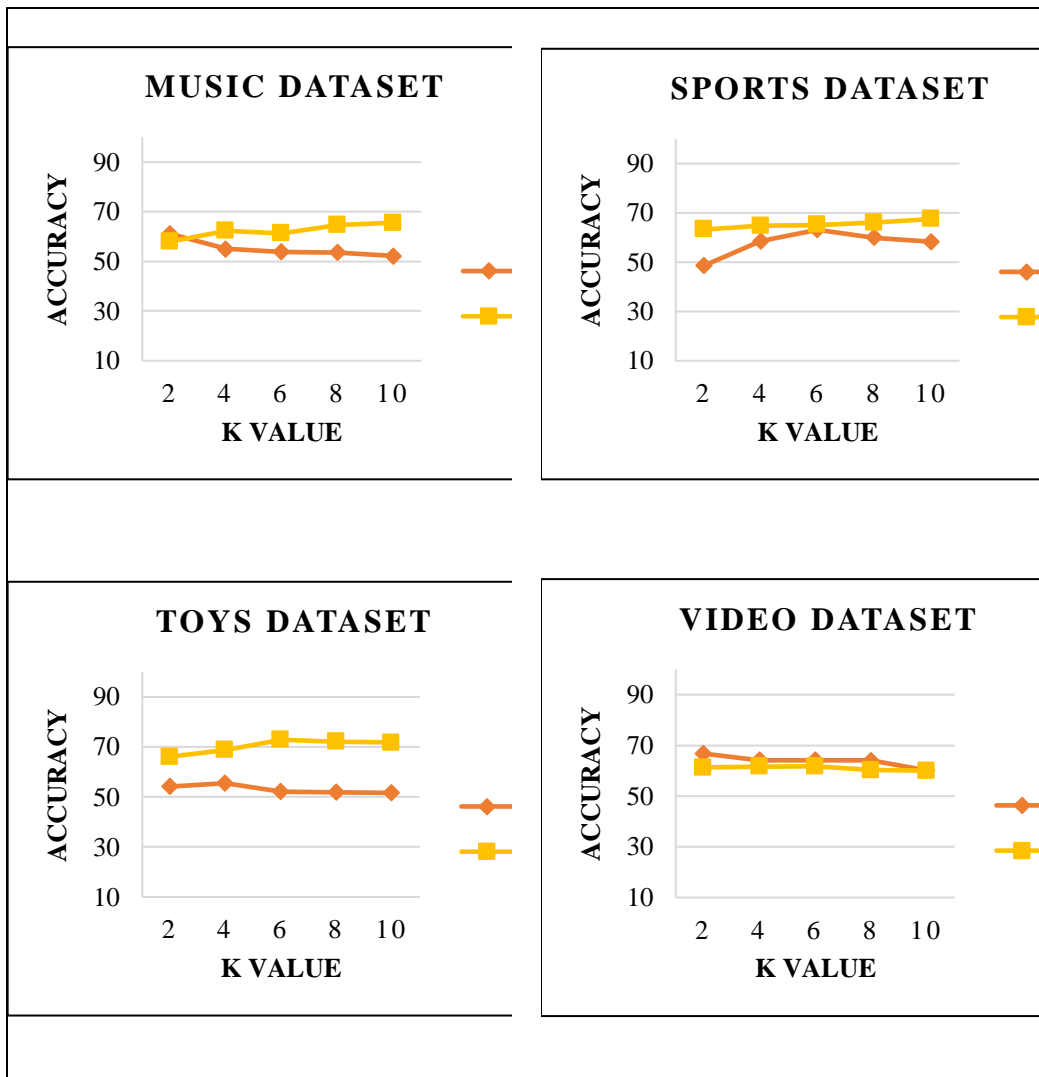 MUSIC DATASET
90
70
50
30
10
ACCURACY
2 4 6 8 10
K VALUE
SPORTS DATASET
90
70
50
30
10
ACCURACY
2 4 6 8 10
K VALUE
TOYS DATASET
90
70
50
30
10
ACCURACY
2 4 6 8 10
K VALUE
VIDEO DATASET
90
70
50
30
10
ACCURACY
2 4 6 8 10
K VALUE